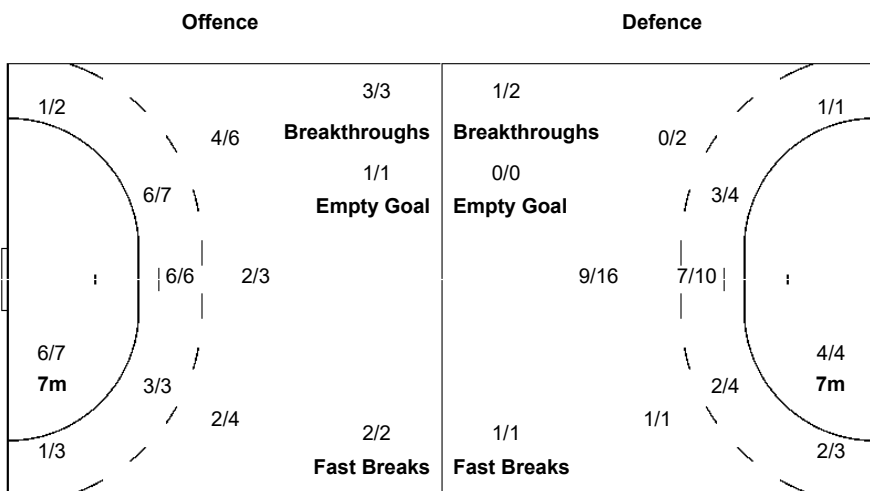 Offence Defence
3/3 1/2
1/2 1/1
Breakthroughs Breakthroughs
4/6 0/2
1/1 0/0
6/7 3/4
Empty Goal Empty Goal
6/6 2/3 9/16 7/10
6/7 4/4
7m 7m
3/3 2/4
2/4 1/1
2/2 1/1
1/3 2/3
Fast Breaks Fast Breaks